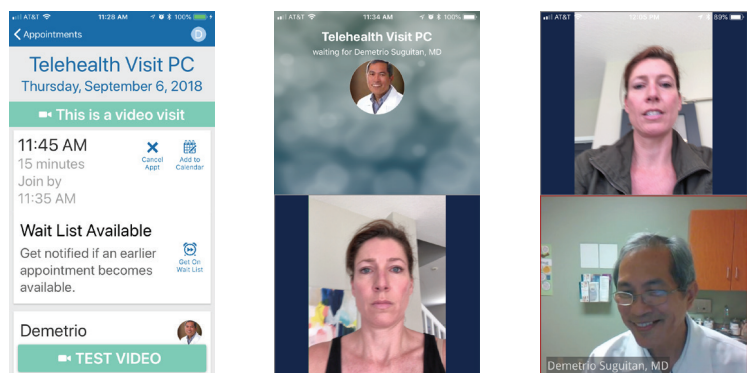 AT&T 11:28 AM 100%
Appointments D
Telehealth Visit PC
Thursday, September 6, 2018
This is a video visit
11:45 AM
15 minutes
Join by
11:35 AM
Cancel
Appt
Add to
Calendar
Wait List Available
Get notified if an earlier
appointment becomes
available.
Get On
Wait List
Demetrio
TEST VIDEO
AT&T 11:34 AM 100%
Telehealth Visit PC
waiting for Demetrio Suguitan, MD
AT&T 89%
Demetrio Suguitan, MD